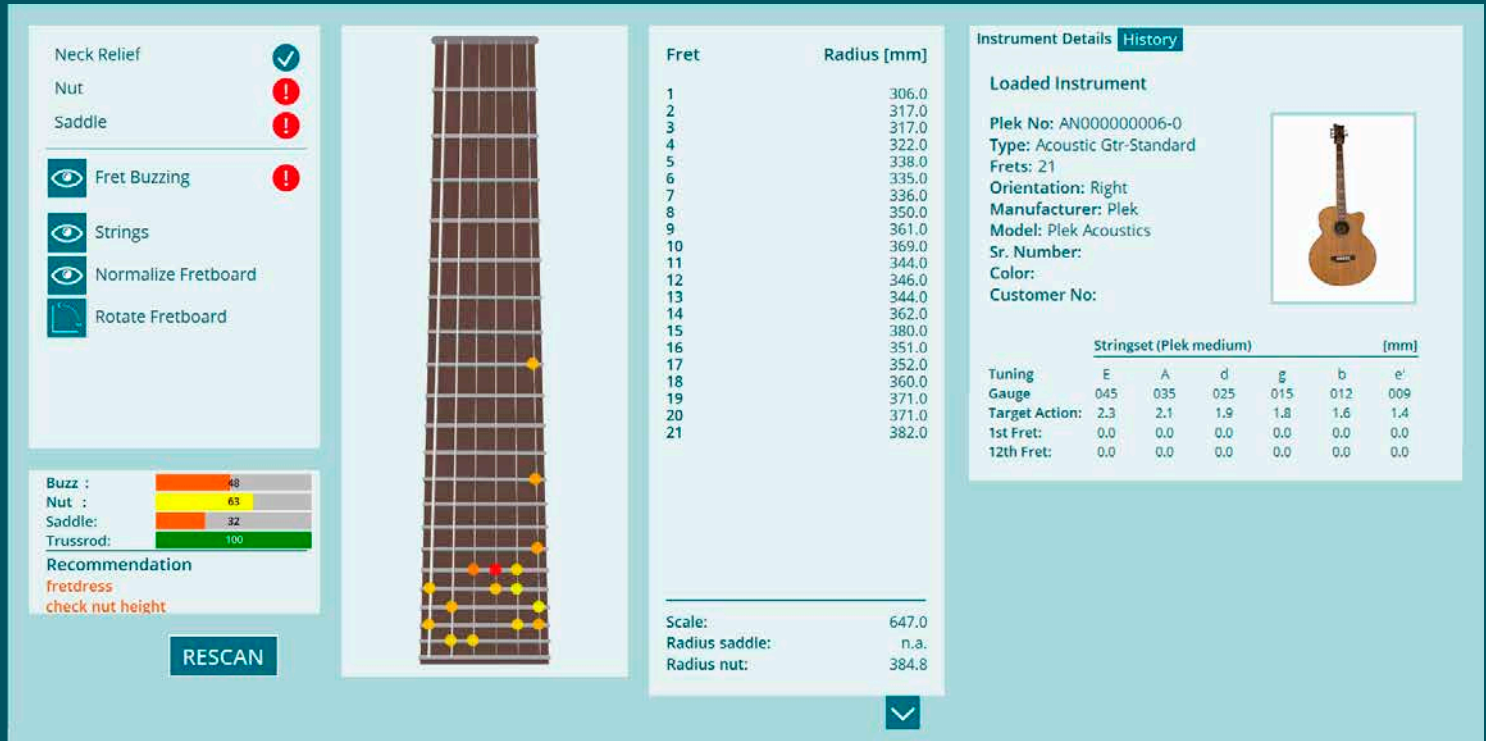 Neck Relief
Nut
Saddle
Fret Buzzing
Strings
Normalize Fretboard
Rotate Fretboard
Buzz : 48
Nut : 63
Saddle: 32
Trussrod: 100
Recommendation
fretdress
check nut height
RESCAN
Fret Radius [mm]
1 306.0
2 317.0
3 317.0
4 322.0
5 338.0
6 335.0
7 336.0
8 350.0
9 361.0
10 369.0
11 344.0
12 346.0
13 344.0
14 362.0
15 380.0
16 351.0
17 352.0
18 360.0
19 371.0
20 371.0
21 382.0
Scale: 647.0
Radius saddle: n.a.
Radius nut: 384.8
Instrument Details History
Loaded Instrument
Plek No: AN000000006-0
Type: Acoustic Gtr-Standard
Frets: 21
Orientation: Right
Manufacturer: Plek
Model: Plek Acoustics
Sr. Number:
Color:
Customer No:
Stringset (Plek medium) [mm]
Tuning E A d g b e'
Gauge 045 035 025 015 012 009
Target Action: 2.3 2.1 1.9 1.8 1.6 1.4
1st Fret: 0.0 0.0 0.0 0.0 0.0 0.0
12th Fret: 0.0 0.0 0.0 0.0 0.0 0.0